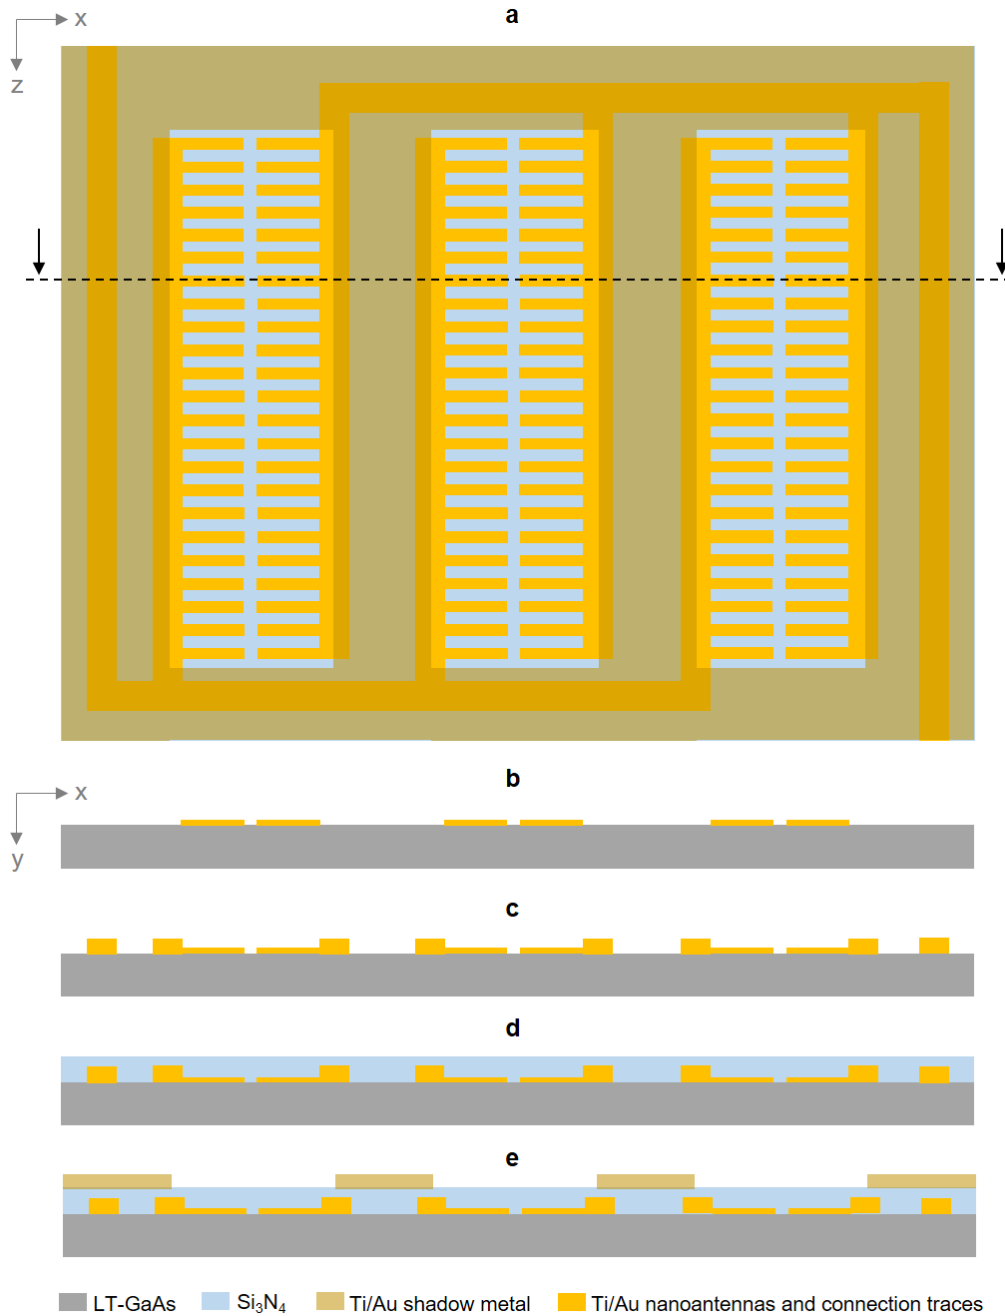 a
x
z
b
x
y
c
d
e
LT-GaAs Si₃N₄ Ti/Au shadow metal Ti/Au nanoantennas and connection traces